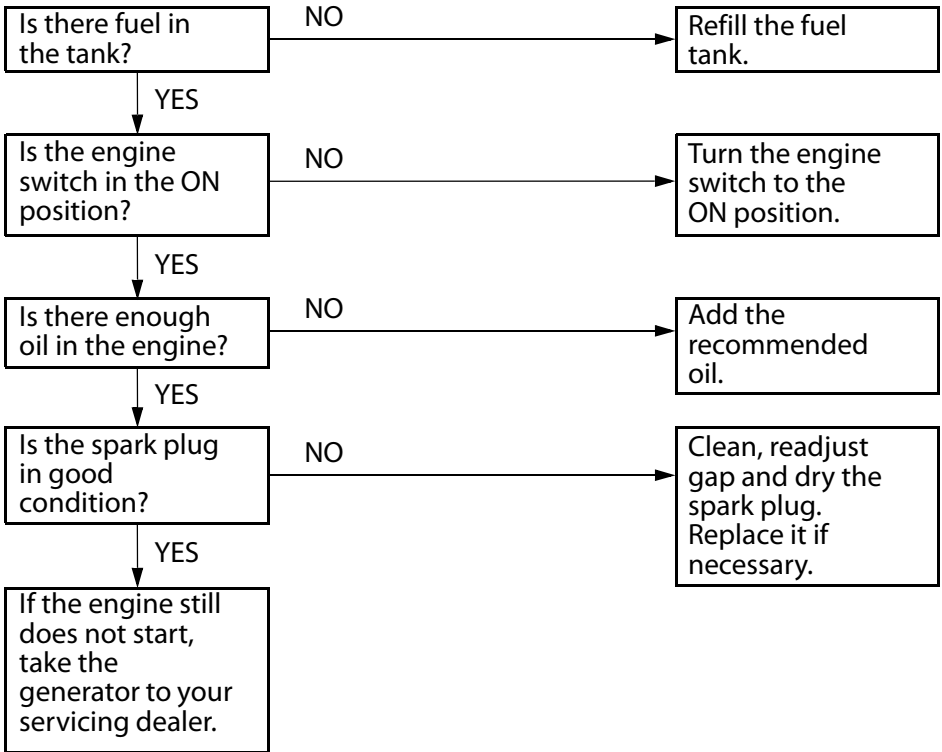 Is there fuel in
the tank?
NO
Refill the fuel
tank.
YES
Is the engine
switch in the ON
position?
NO
Turn the engine
switch to the
ON position.
YES
Is there enough
oil in the engine?
NO
Add the
recommended
oil.
YES
Is the spark plug
in good
condition?
NO
Clean, readjust
gap and dry the
spark plug.
Replace it if
necessary.
YES
If the engine still
does not start,
take the
generator to your
servicing dealer.